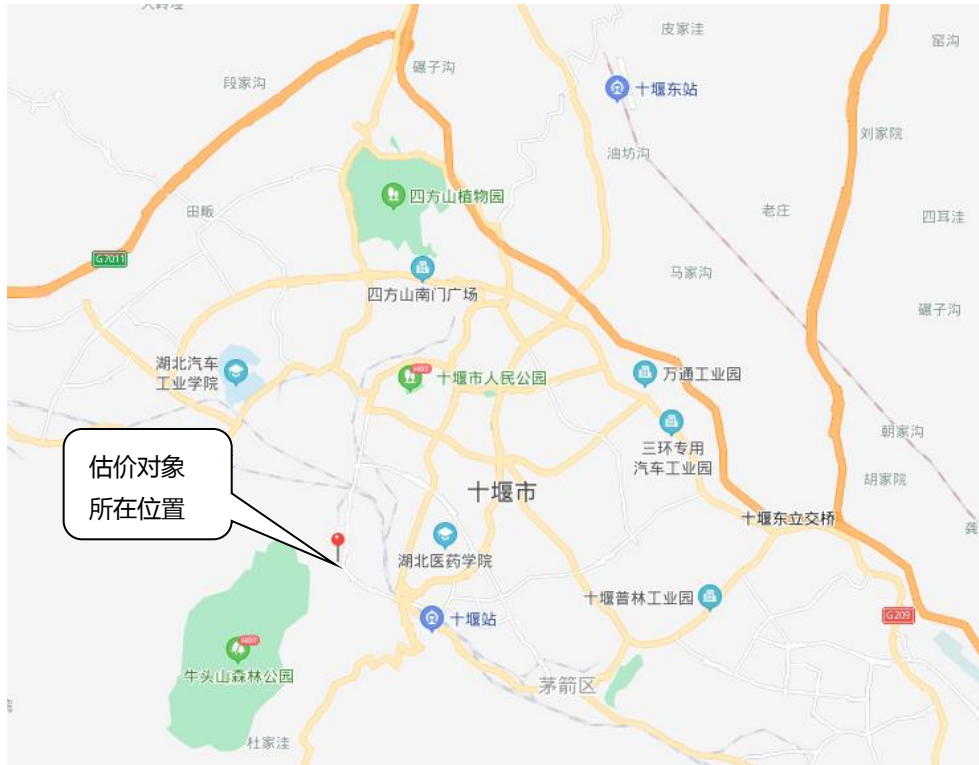 皮家洼
窑沟
碾子沟
段家沟
十堰东站
刘家院
油坊沟
四方山植物园
田畈
老庄
四耳洼
G7011
马家沟
四方山南门广场
碾子沟
湖北汽车
工业学院
HOT
十堰市人民公园
万通工业园
朝家沟
三环专用
汽车工业园
估价对象
所在位置
胡家院
十堰市
十堰东立交桥
龚
湖北医药学院
十堰普林工业园
G209
十堰站
HOT
牛头山森林公园
茅箭区
杜家洼